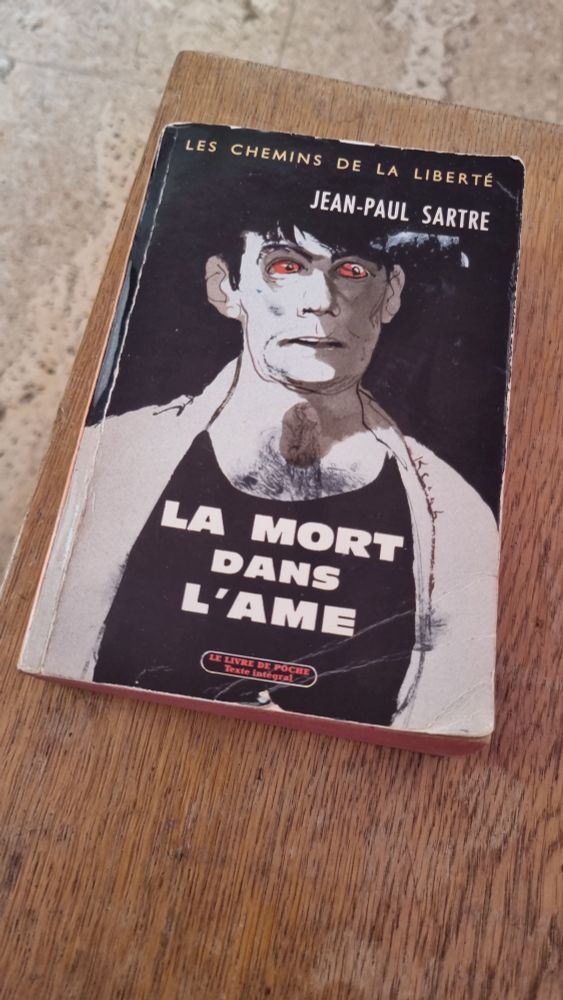 LES CHEMINS DE LA LIBERTÉ
JEAN-PAUL SARTRE
LA MORT
DANS
L'AME
LE LIVRE DE POCHE
Texte intégral